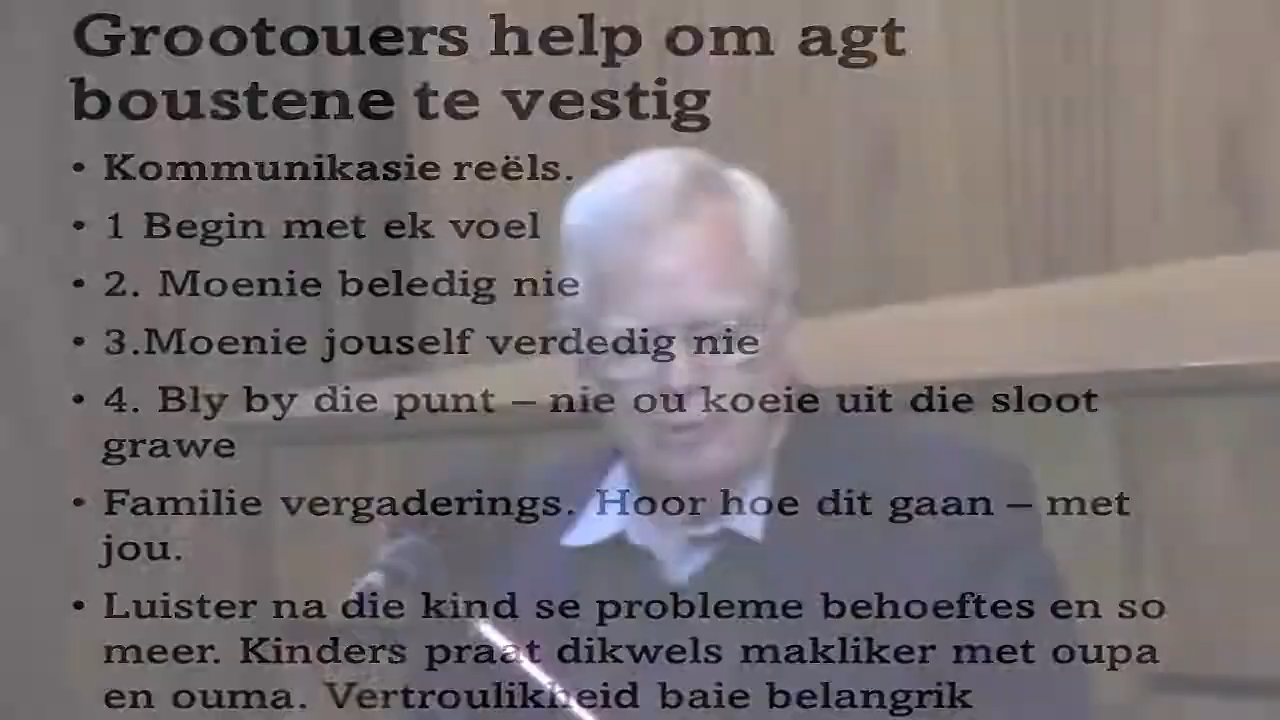 Grootouers help om agt
boustene te vestig
• Kommunikasie reëls.
• 1 Begin met ek voel
• 2. Moenie beledig nie
• 3.Moenie jouself verdedig nie
• 4. Bly by die punt – nie ou koeie uit die sloot
grawe
• Familie vergaderings. Hoor hoe dit gaan – met
jou.
• Luister na die kind se probleme behoeftes en so
meer. Kinders praat dikwels makliker met oupa
en ouma. Vertroulikheid baie belangrik